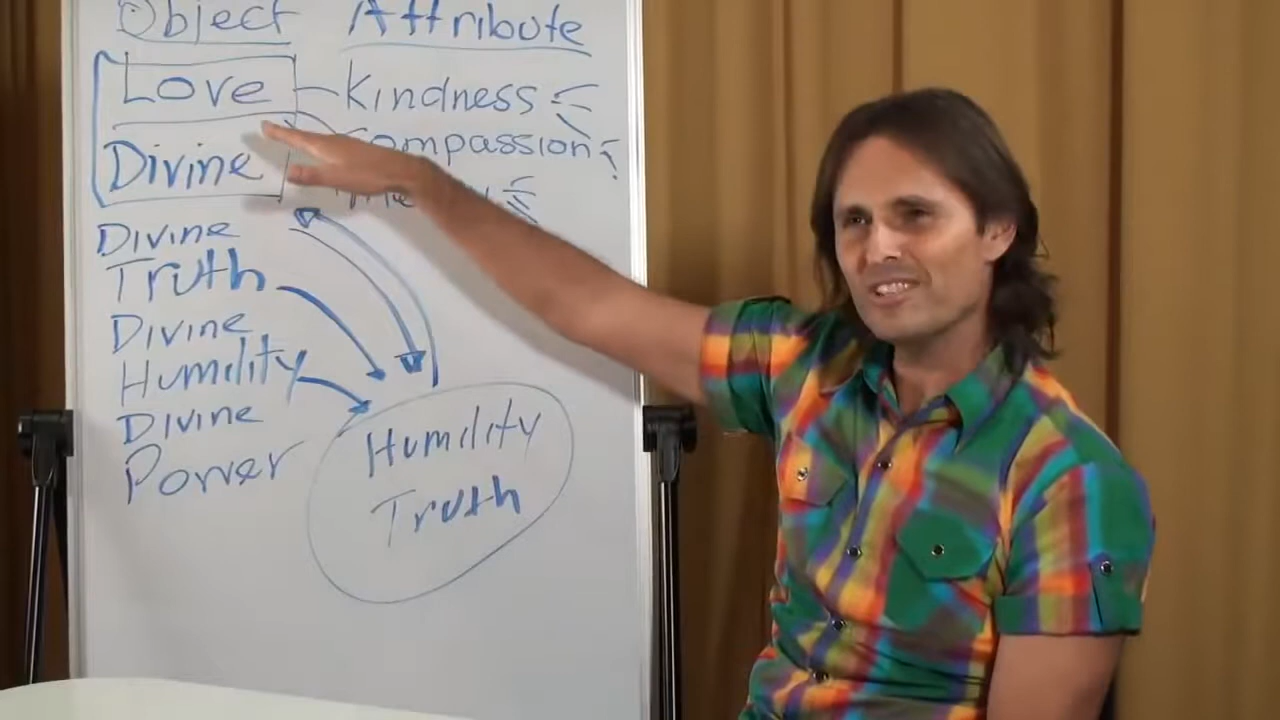 Object Attribute
Love Kindness
Divine ompassion
Divine
Truth
Divine
Humility
Divine
Power
Humility
Truth